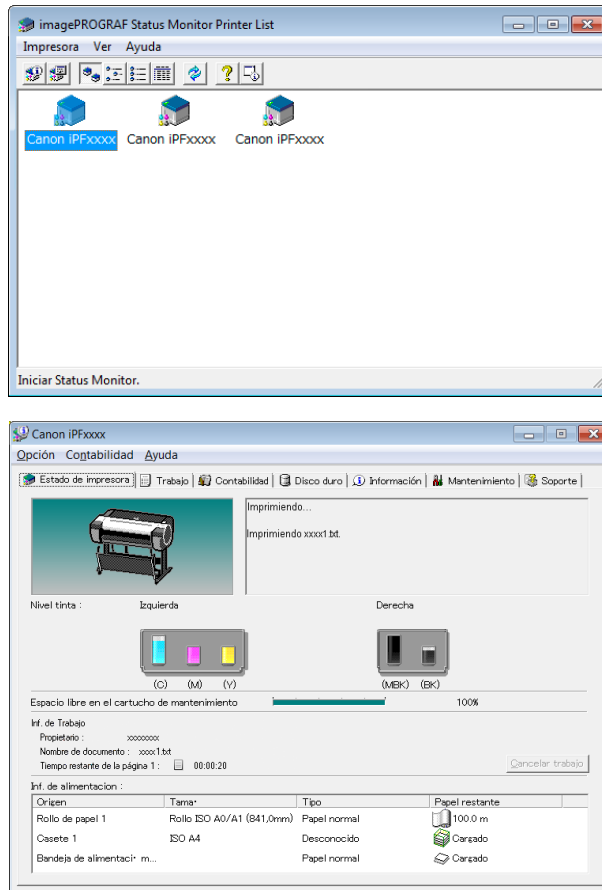 imagePROGRAF Status Monitor Printer List
Impresora Ver Ayuda
Canon iPFxxxx Canon iPFxxxx Canon iPFxxxx
Iniciar Status Monitor.
Canon iPFxxxx
Opción Contabilidad Ayuda
Estado de impresora Trabajo Contabilidad Disco duro Información Mantenimiento Soporte
Imprimiendo...
Imprimiendo xxxx1.txt.
Nivel tinta : Izquierda Derecha
(C) (M) (Y) (MBK) (BK)
Espacio libre en el cartucho de mantenimiento 100%
Inf. de Trabajo
Propietario : xxxxxxxx
Nombre de documento : xxxx1.txt
Tiempo restante de la página 1 : 00:00:20 Cancelar trabajo
Inf. de alimentacion :
Origen Tama· Tipo Papel restante
Rollo de papel 1 Rollo ISO A0/A1 (841,0mm) Papel normal 100.0 m
Casete 1 ISO A4 Desconocido Cargado
Bandeja de alimentaci· m... Papel normal Cargado